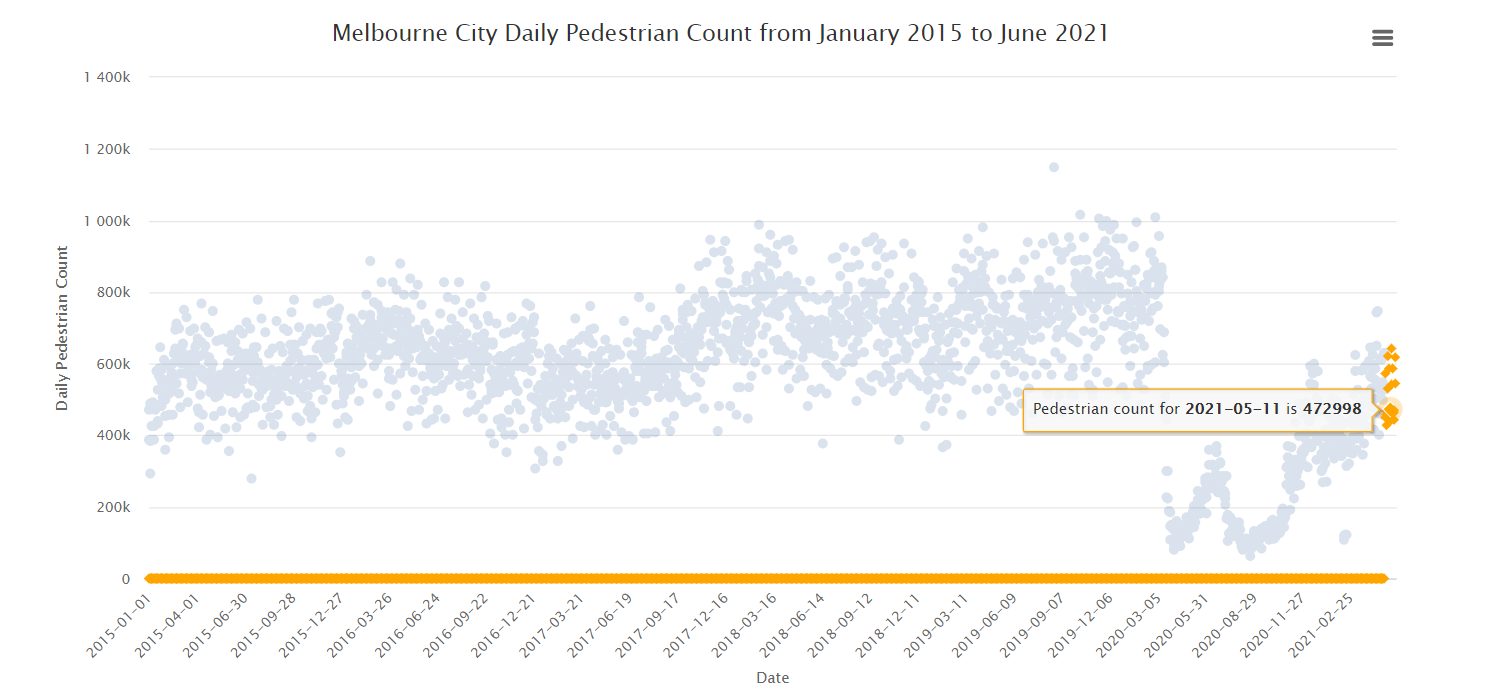 Melbourne City Daily Pedestrian Count from January 2015 to June 2021
1 400k
1 200k
1 000k
800k
600k
400k
200k
0
Daily Pedestrian Count
Pedestrian count for 2021-05-11 is 472998
2015-01-01
2015-04-01
2015-06-30
2015-09-28
2015-12-27
2016-03-26
2016-06-24
2016-09-22
2016-12-21
2017-03-21
2017-06-19
2017-09-17
2017-12-16
2018-03-16
2018-06-14
2018-09-12
2018-12-11
2019-03-11
2019-06-09
2019-09-07
2019-12-06
2020-03-05
2020-05-31
2020-08-29
2020-11-27
2021-02-25
Date